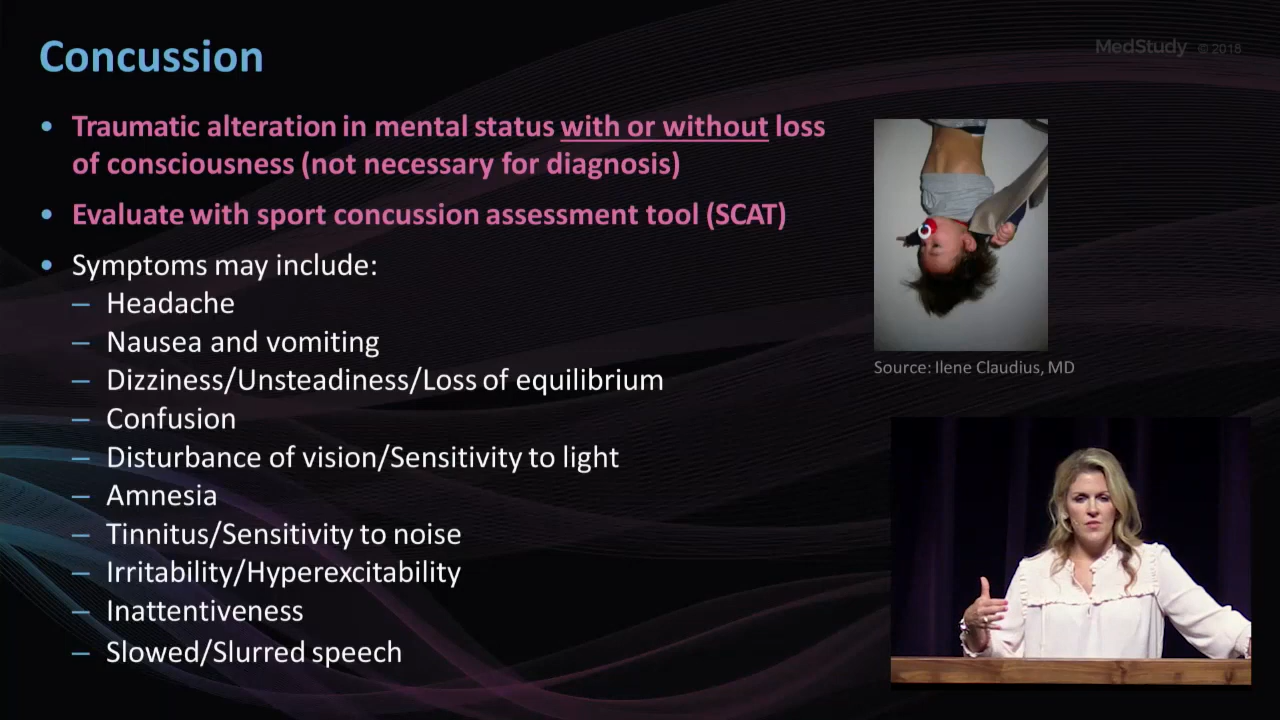 Concussion
MedStudy © 2018
• Traumatic alteration in mental status with or without loss
of consciousness (not necessary for diagnosis)
• Evaluate with sport concussion assessment tool (SCAT)
• Symptoms may include:
– Headache
– Nausea and vomiting
– Dizziness/Unsteadiness/Loss of equilibrium
– Confusion
– Disturbance of vision/Sensitivity to light
– Amnesia
– Tinnitus/Sensitivity to noise
– Irritability/Hyperexcitability
– Inattentiveness
– Slowed/Slurred speech
Source: Ilene Claudius, MD